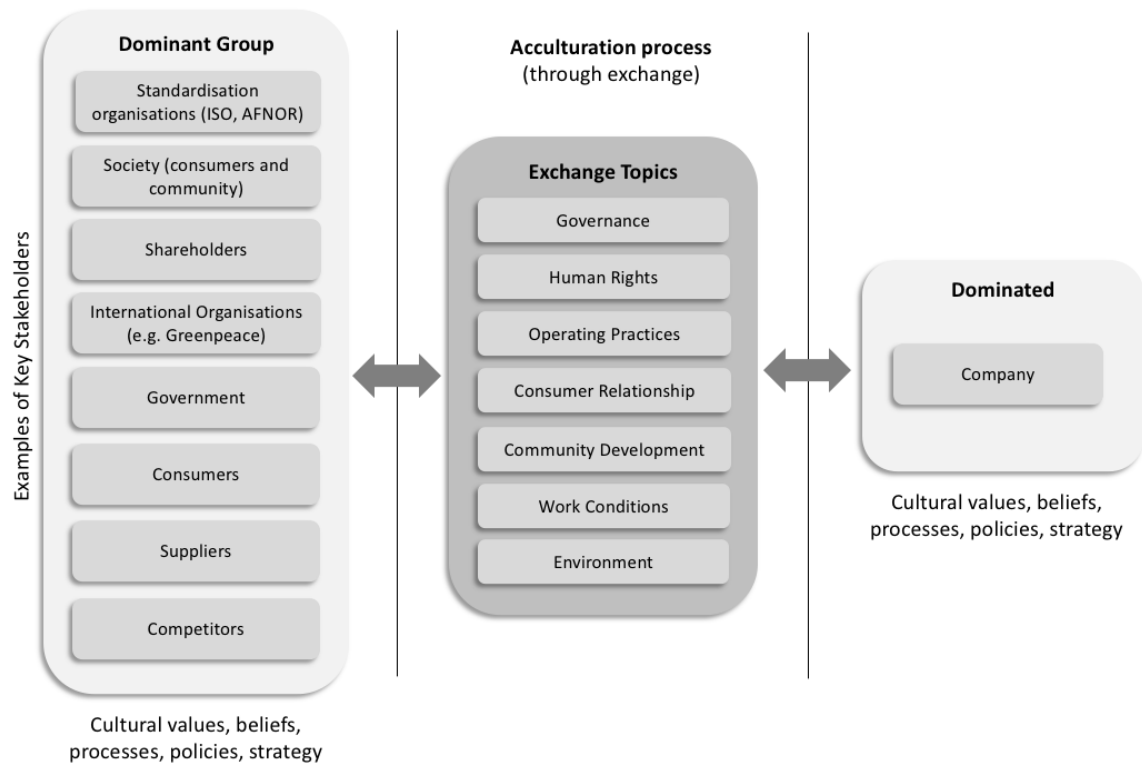 Examples of Key Stakeholders
Dominant Group
Standardisation
organisations (ISO, AFNOR)
Society (consumers and
community)
Shareholders
International Organisations
(e.g. Greenpeace)
Government
Consumers
Suppliers
Competitors
Cultural values, beliefs,
processes, policies, strategy
Acculturation process
(through exchange)
Exchange Topics
Governance
Human Rights
Operating Practices
Consumer Relationship
Community Development
Work Conditions
Environment
Dominated
Company
Cultural values, beliefs,
processes, policies, strategy